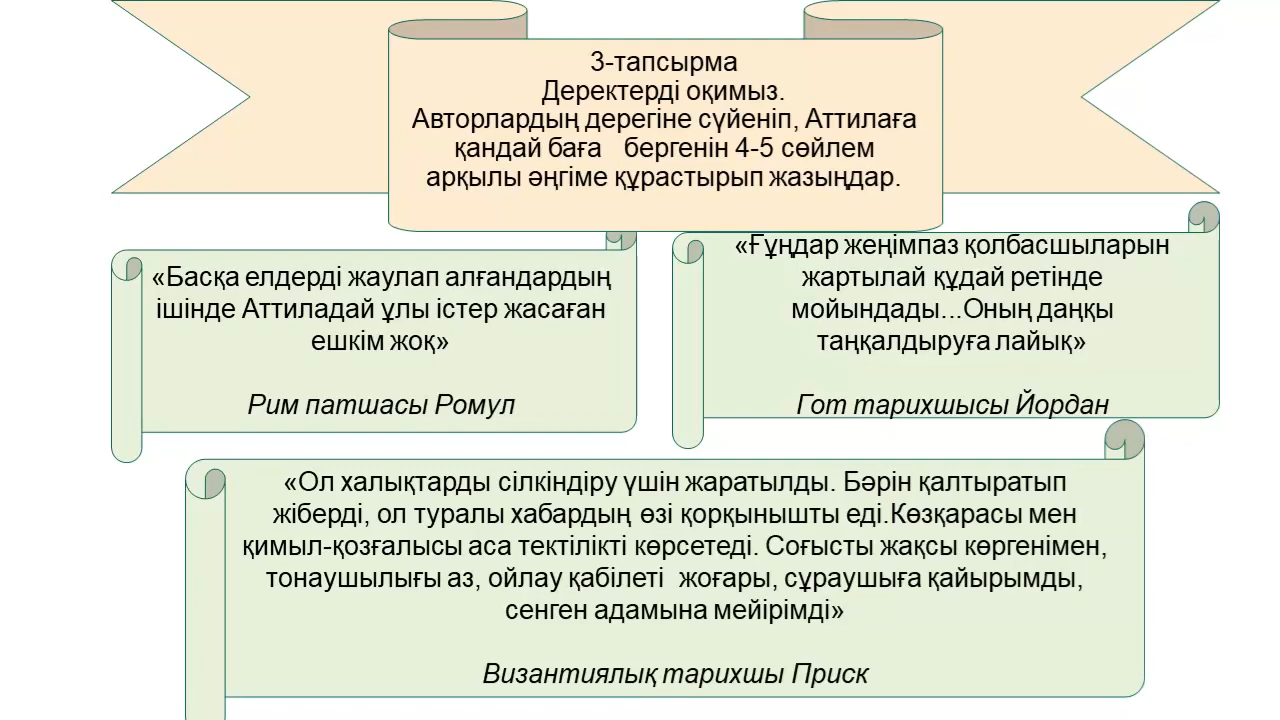 3-тапсырма
Деректерді оқимыз.
Авторлардың дерегіне сүйеніп, Аттилаға
қандай баға бергенін 4-5 сөйлем
арқылы әңгіме құрастырып жазыңдар.
«Басқа елдерді жаулап алғандардың
ішінде Аттиладай ұлы істер жасаған
ешкім жоқ»
Рим патшасы Ромул
«Ғұңдар жеңімпаз қолбасшыларын
жартылай құдай ретінде
мойындады...Оның даңқы
таңқалдыруға лайық»
Гот тарихшысы Йордан
«Ол халықтарды сілкіндіру үшін жаратылды. Бәрін қалтыратып
жіберді, ол туралы хабардың өзі қорқынышты еді.Көзқарасы мен
қимыл-қозғалысы аса тектілікті көрсетеді. Соғысты жақсы көргенімен,
тонаушылығы аз, ойлау қабілеті жоғары, сұраушыға қайырымды,
сенген адамына мейірімді»
Византиялық тарихшы Приск